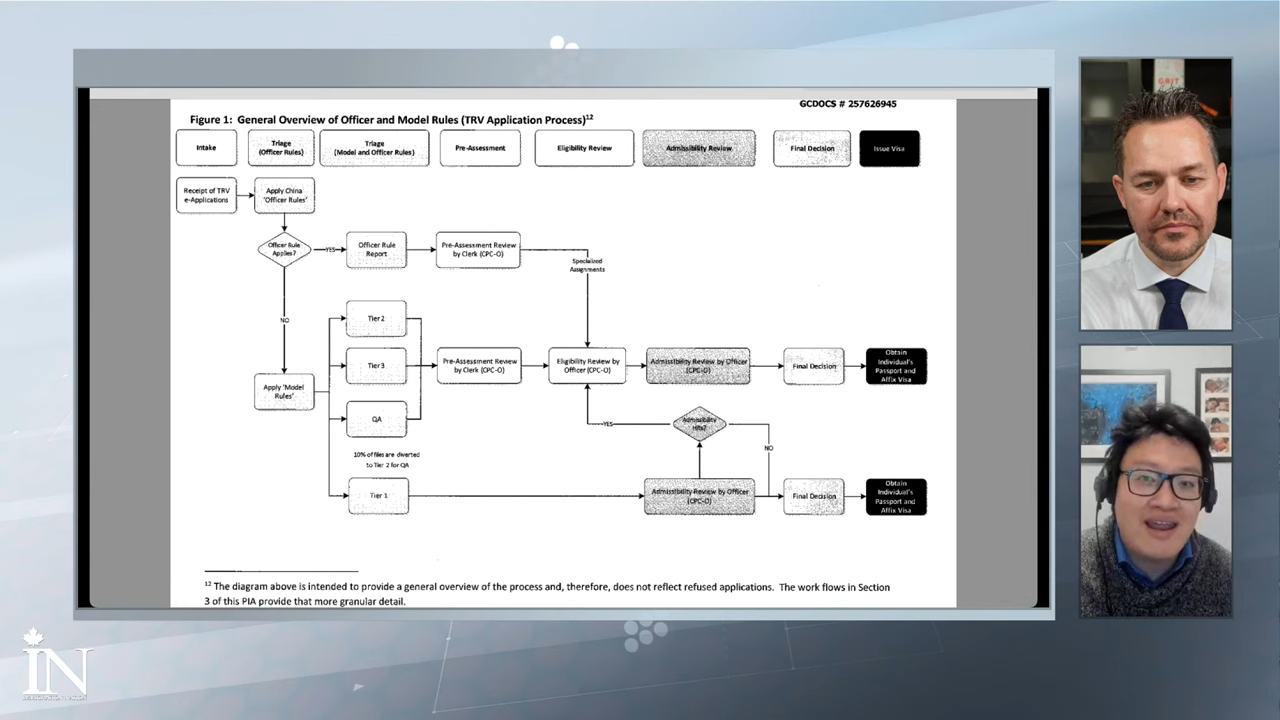 GCDOCS # 257626945
Figure 1: General Overview of Officer and Model Rules (TRV Application Process)12
Intake
Triage
(Officer Rules)
Triage
(Model and Officer Rules)
Pre-Assessment
Eligibility Review
Admissibility Review
Final Decision
Issue Visa
Receipt of TRV
e-Applications
Apply China
'Officer Rules'
Officer Rule
Applies?
YES
Officer Rule
Report
Pre-Assessment Review
by Clerk (CPC-O)
Specialized
Assignments
NO
Tier 2
Tier 3
Pre-Assessment Review
by Clerk (CPC-O)
Eligibility Review by
Officer (CPC-O)
Admissibility Review by Officer
(CPC-O)
Final Decision
Obtain
Individual's
Passport and
Affix Visa
Apply 'Model
Rules'
QA
YES
Admissibility
Hits?
NO
10% of files are diverted
to Tier 2 for QA
Tier 1
Admissibility Review by Officer
(CPC-O)
Final Decision
Obtain
Individual's
Passport and
Affix Visa
12 The diagram above is intended to provide a general overview of the process and, therefore, does not reflect refused applications. The work flows in Section
3 of this PIA provide that more granular detail.
GRIT
IN